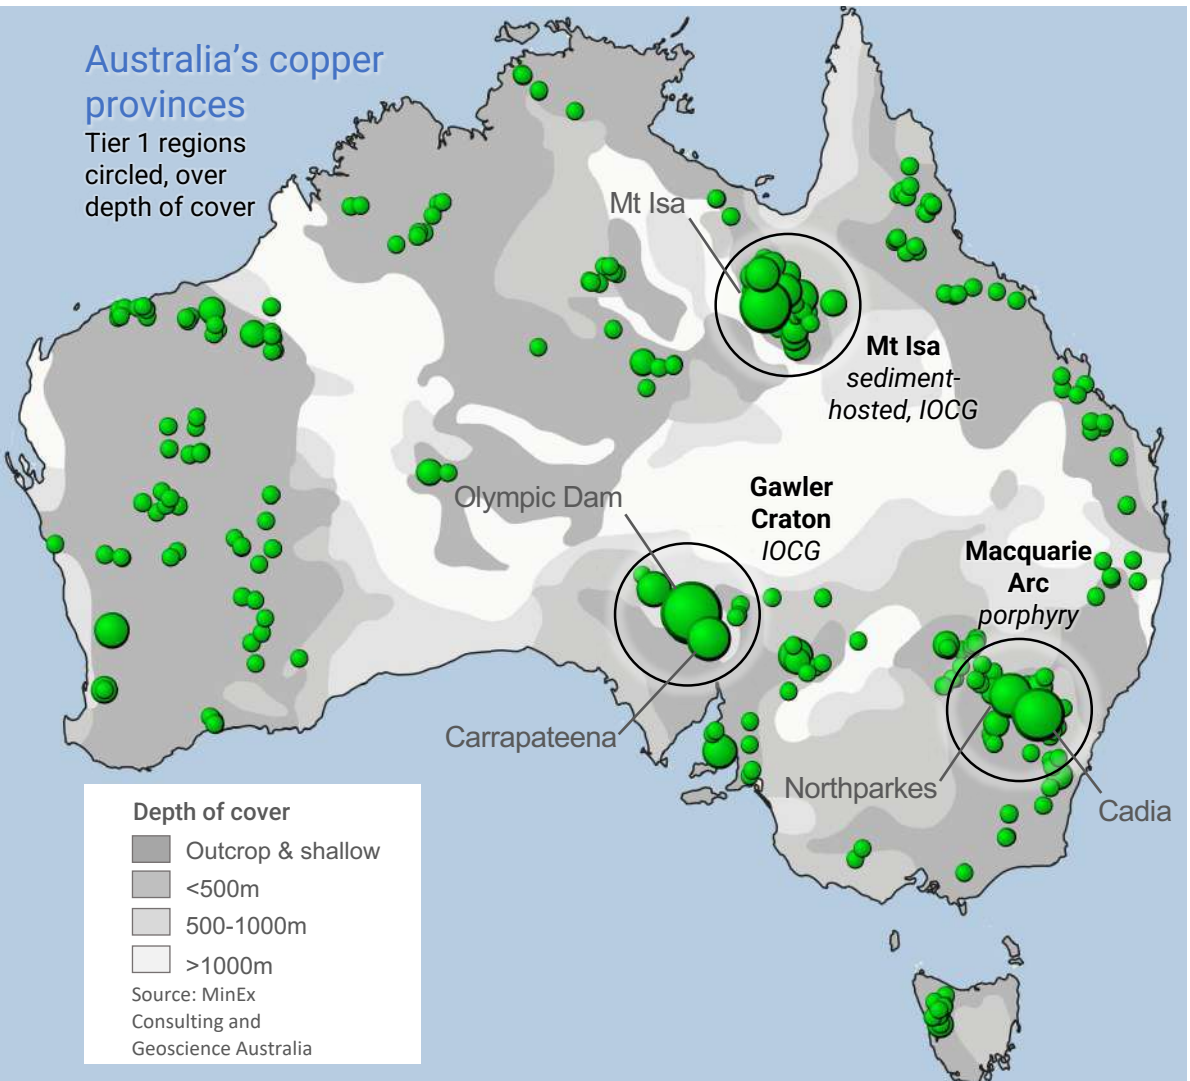 Australia's copper
provinces
Tier 1 regions
circled, over
depth of cover
Mt Isa
Mt Isa
sediment-
hosted, IOCG
Olympic Dam
Gawler
Craton
IOCG
Macquarie
Arc
porphyry
Carrapateena
Northparkes
Cadia
Depth of cover
Outcrop & shallow
<500m
500-1000m
>1000m
Source: MinEx
Consulting and
Geoscience Australia